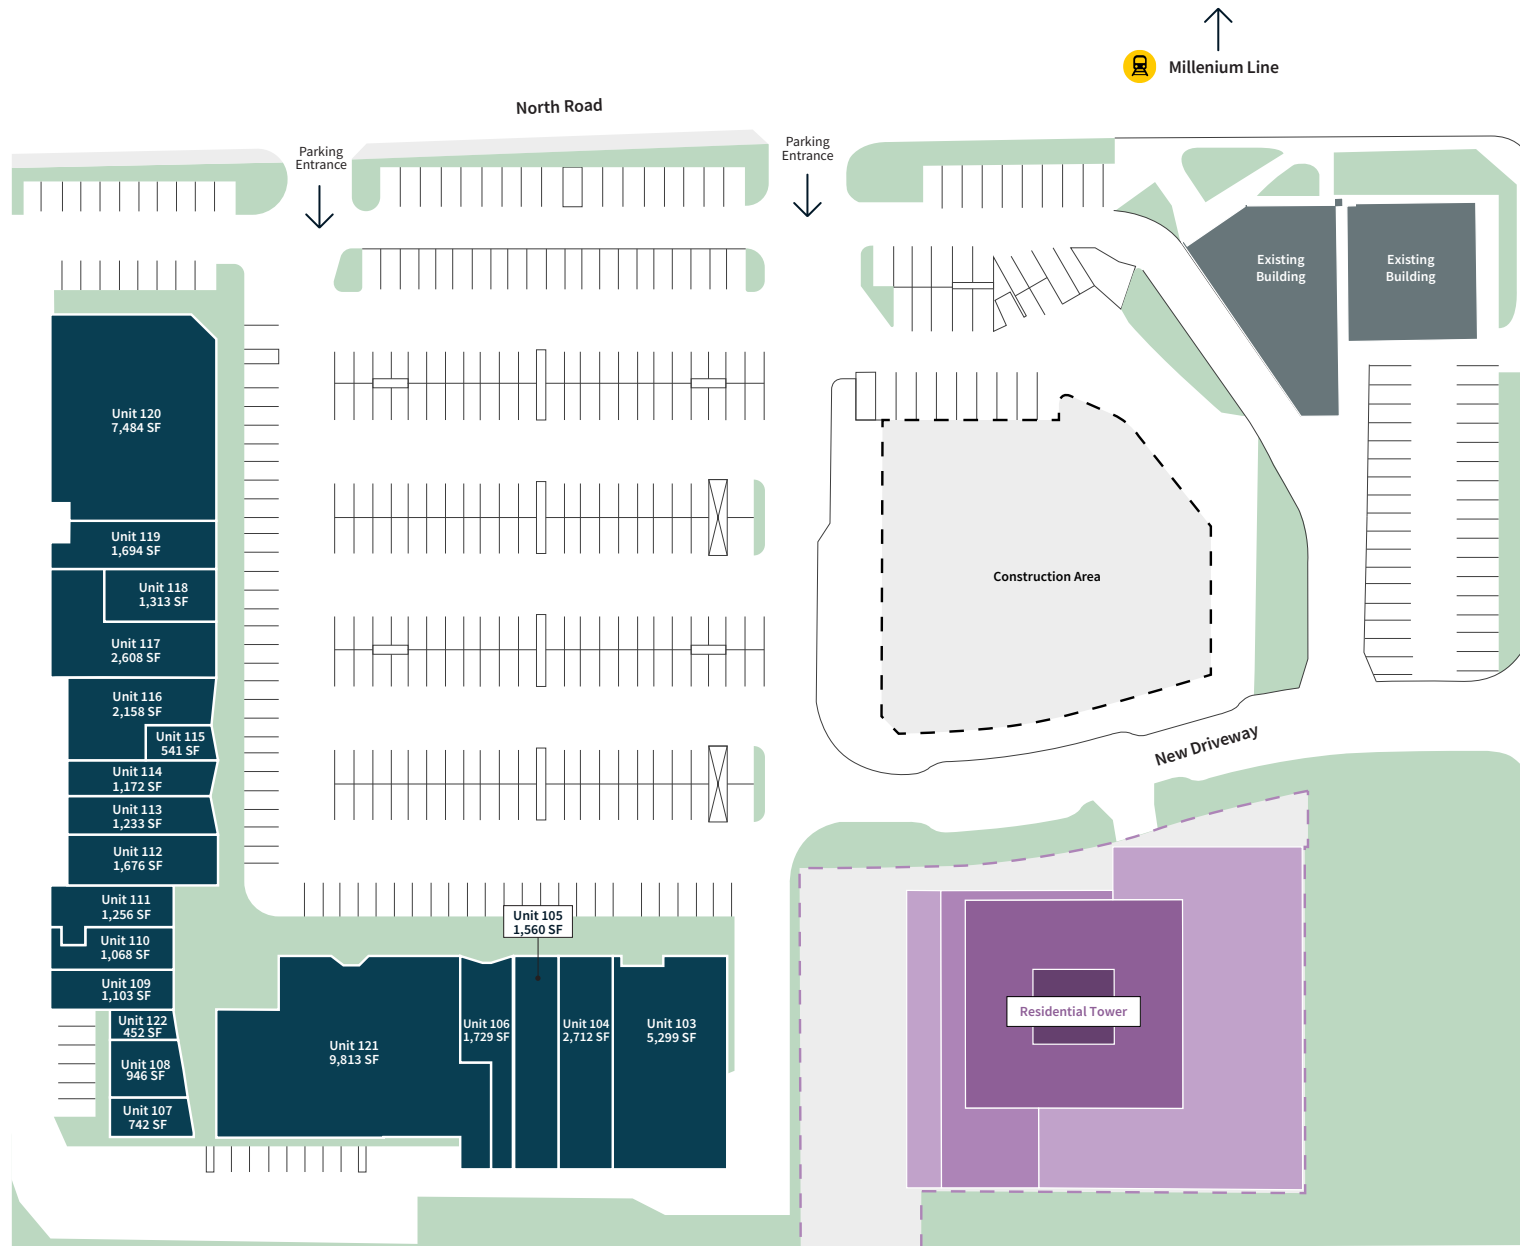 Millenium Line
North Road
Parking
Entrance
Parking
Entrance
Existing
Building
Existing
Building
Unit 120
7,484 SF
Unit 119
1,694 SF
Unit 118
1,313 SF
Unit 117
2,608 SF
Unit 116
2,158 SF
Unit 115
541 SF
Unit 114
1,172 SF
Unit 113
1,233 SF
Unit 112
1,676 SF
Unit 111
1,256 SF
Unit 110
1,068 SF
Unit 109
1,103 SF
Unit 122
452 SF
Unit 108
946 SF
Unit 107
742 SF
Unit 121
9,813 SF
Unit 106
1,729 SF
Unit 105
1,560 SF
Unit 104
2,712 SF
Unit 103
5,299 SF
Construction Area
New Driveway
Residential Tower